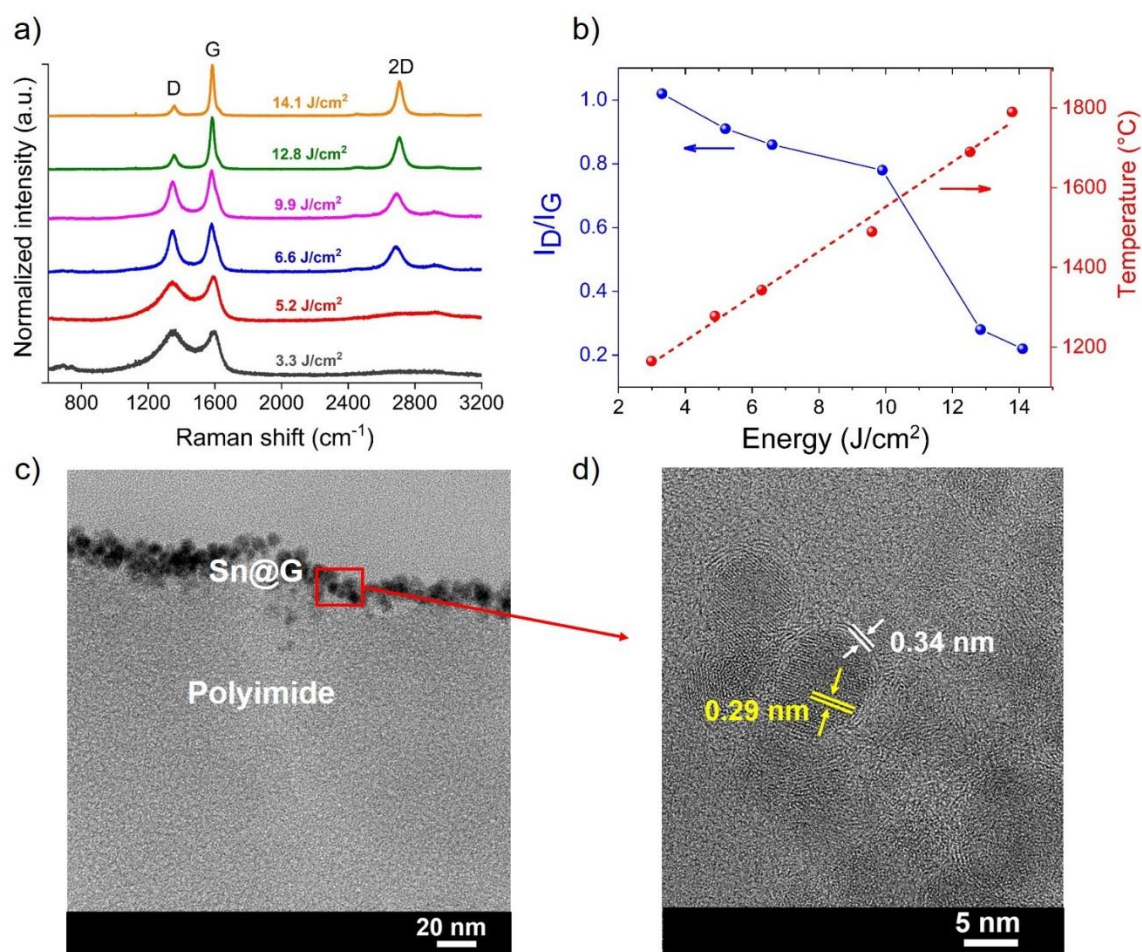 a)
D
G
2D
14.1 J/cm²
12.8 J/cm²
9.9 J/cm²
6.6 J/cm²
5.2 J/cm²
3.3 J/cm²
Normalized intensity (a.u.)
800 1200 1600 2000 2400 2800 3200
Raman shift (cm⁻¹)
b)
1.0
0.8
0.6
0.4
0.2
I_D/I_G
1800
1600
1400
1200
Temperature (°C)
2 4 6 8 10 12 14
Energy (J/cm²)
c)
Sn@G
Polyimide
20 nm
d)
0.34 nm
0.29 nm
5 nm